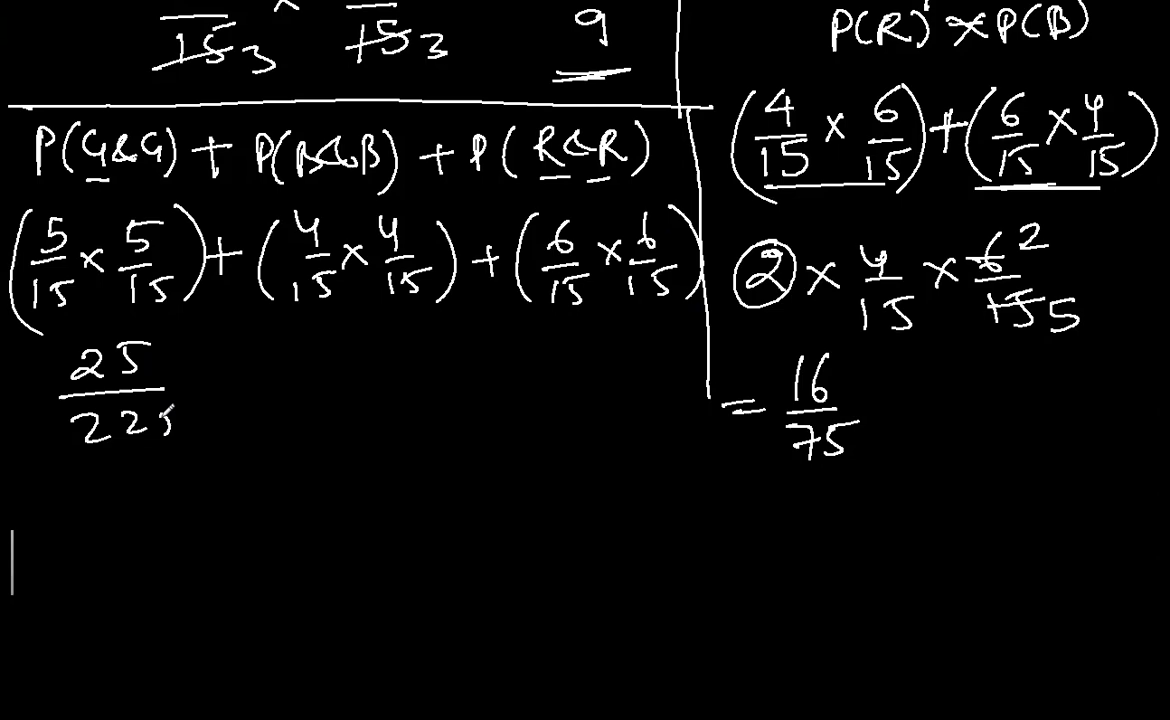 15 3 15 3 9
P(G&G) + P(B&B) + P(R&R)
(5/15 × 5/15) + (4/15 × 4/15) + (6/15 × 6/15)
25/225
P(R) × P(B)
(4/15 × 6/15) + (6/15 × 4/15)
2 × 4/15 × 6 2/15 5
= 16/75